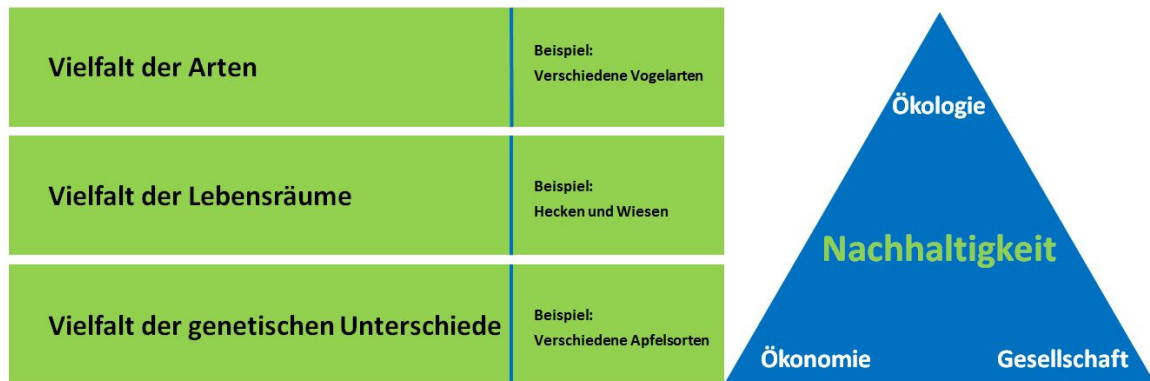 Vielfalt der Arten
Beispiel:
Verschiedene Vogelarten
Vielfalt der Lebensräume
Beispiel:
Hecken und Wiesen
Vielfalt der genetischen Unterschiede
Beispiel:
Verschiedene Apfelsorten
Ökologie
Nachhaltigkeit
Ökonomie
Gesellschaft